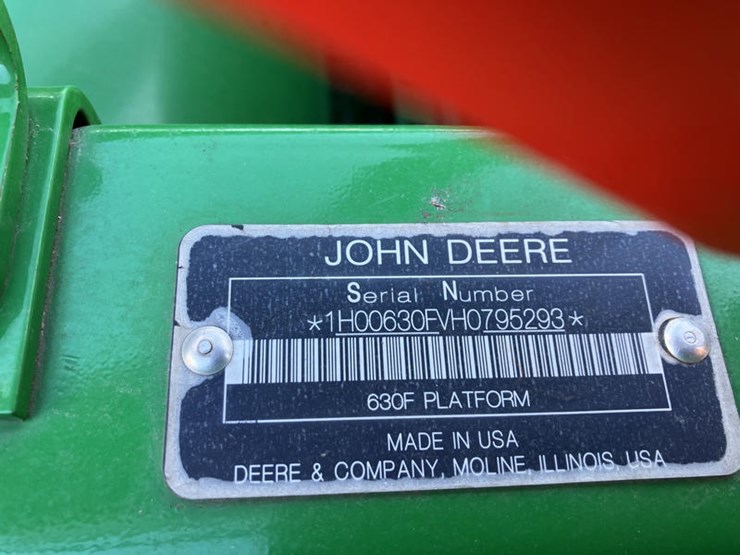 JOHN DEERE
Serial Number
*1H00630FVH0795293*
630F PLATFORM
MADE IN USA
DEERE & COMPANY, MOLINE, ILLINOIS, USA